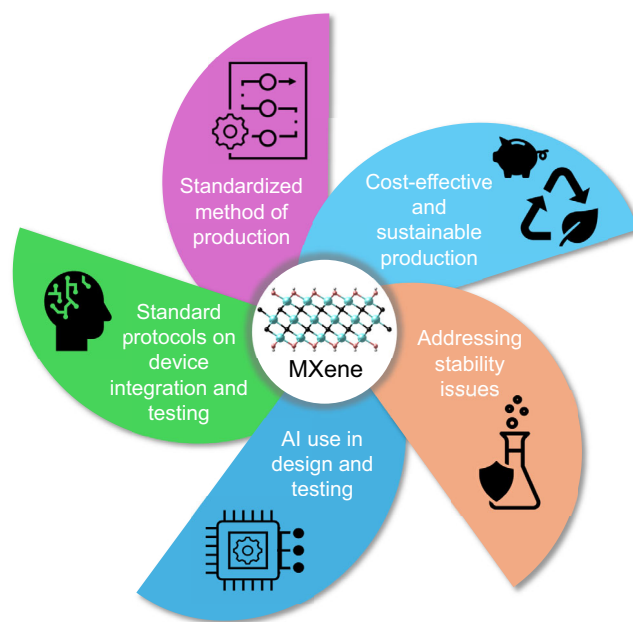 Standardized
method of
production
Cost-effective
and
sustainable
production
Standard
protocols on
device
integration and
testing
MXene
Addressing
stability
issues
AI use in
design and
testing